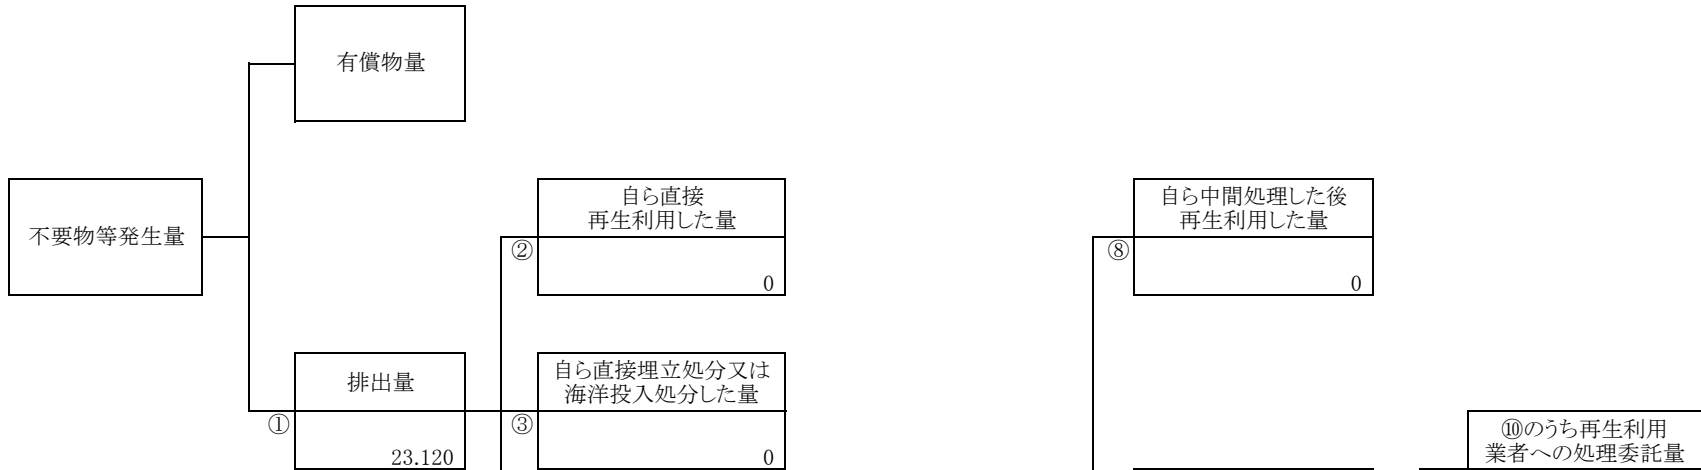 有償物量
不要物等発生量
自ら直接
再生利用した量
②
0
自ら中間処理した後
再生利用した量
⑧
0
排出量
①
23.120
自ら直接埋立処分又は
海洋投入処分した量
③
0
⑩のうち再生利用
業者への処理委託量